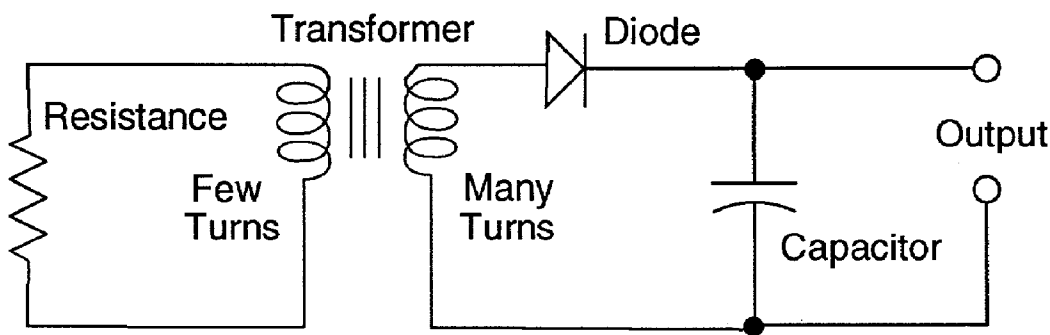 Transformer
Diode
Resistance
Output
Few
Turns
Many
Turns
Capacitor